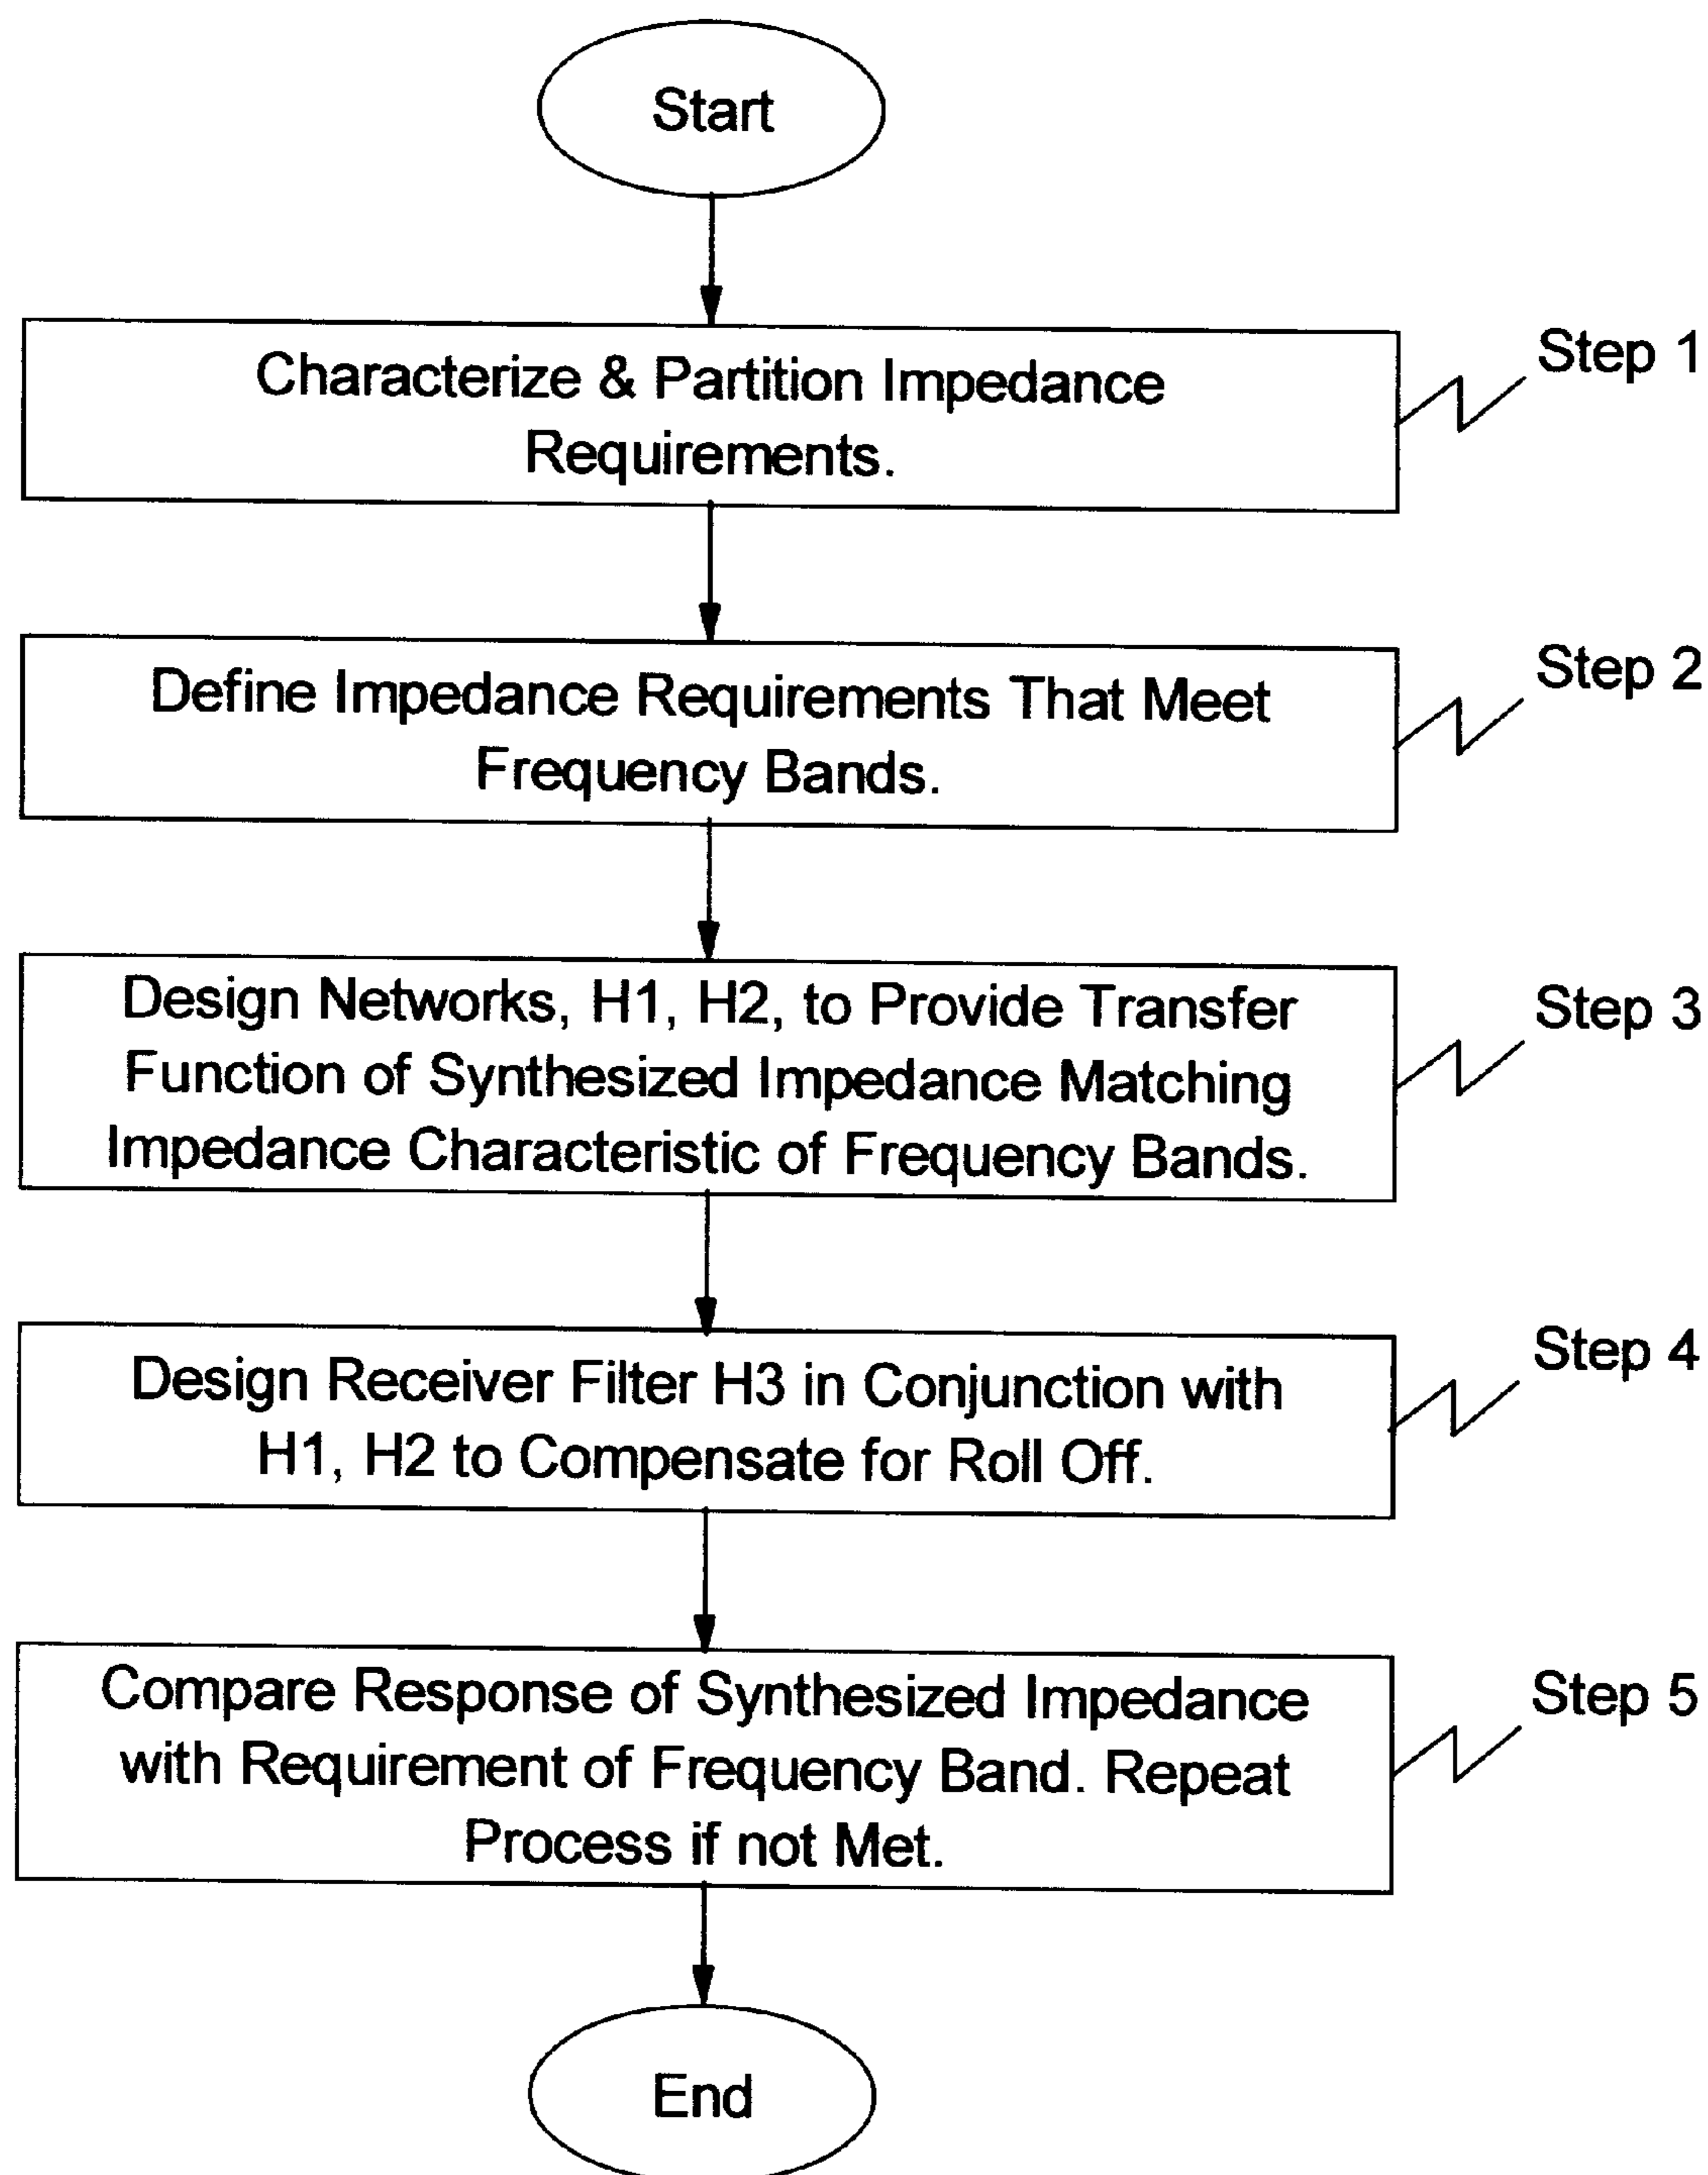 Start
Characterize & Partition Impedance
Requirements.
Step 1
Define Impedance Requirements That Meet
Frequency Bands.
Step 2
Design Networks, H1, H2, to Provide Transfer
Function of Synthesized Impedance Matching
Impedance Characteristic of Frequency Bands.
Step 3
Design Receiver Filter H3 in Conjunction with
H1, H2 to Compensate for Roll Off.
Step 4
Compare Response of Synthesized Impedance
with Requirement of Frequency Band. Repeat
Process if not Met.
Step 5
End